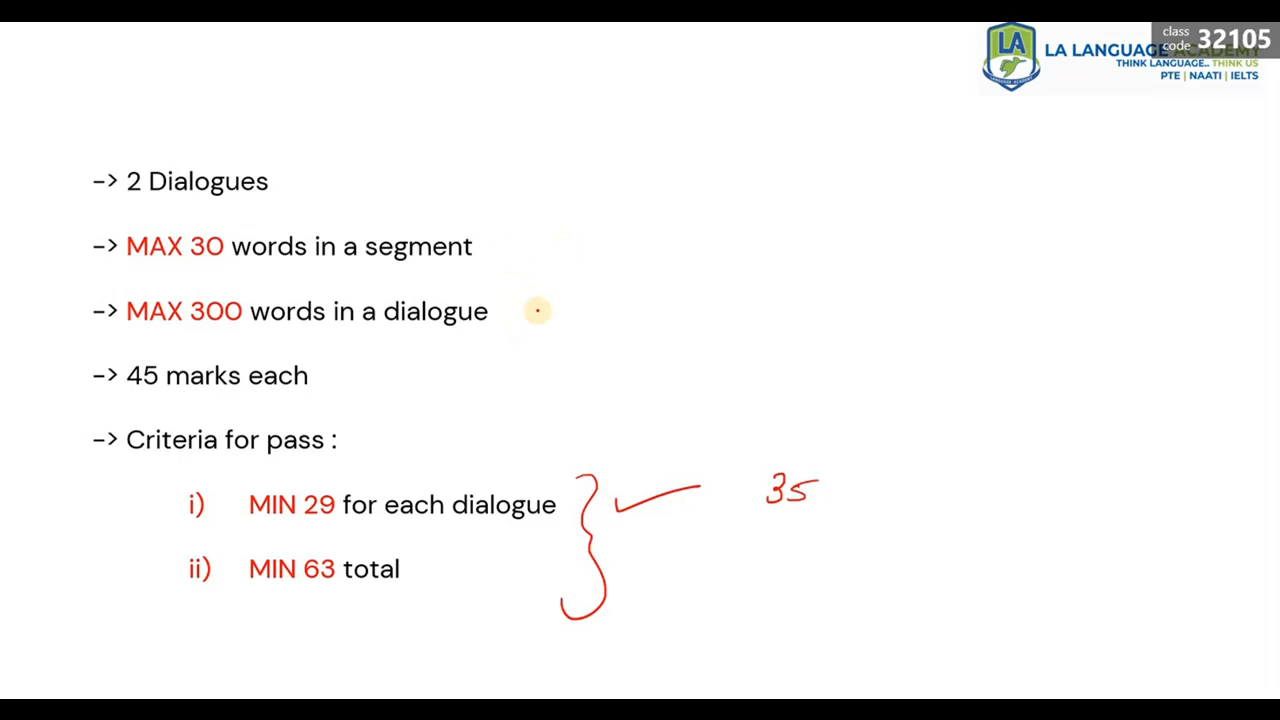 class code 32105
LA
LA LANGUAGE ACADEMY
THINK LANGUAGE.. THINK US
PTE | NAATI | IELTS
-> 2 Dialogues
-> MAX 30 words in a segment
-> MAX 300 words in a dialogue
-> 45 marks each
-> Criteria for pass :
i) MIN 29 for each dialogue
35
ii) MIN 63 total